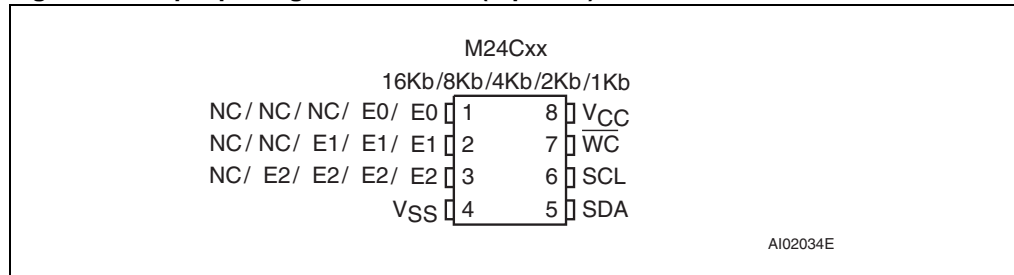 M24Cxx
16Kb/8Kb/4Kb/2Kb/1Kb
NC/ NC/ NC/ E0/ E0 1 8 VCC
NC/ NC/ E1/ E1/ E1 2 7 W̅C̅
NC/ E2/ E2/ E2/ E2 3 6 SCL
VSS 4 5 SDA
AI02034E